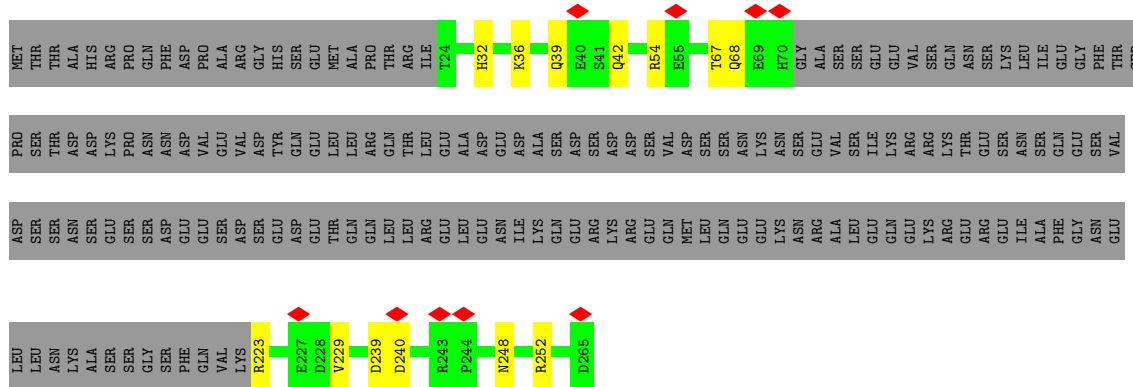 MET THR THR ALA HIS ARG PRO GLN PHE ASP PRO ALA ARG GLY HIS SER GLU MET ALA PRO THR ARG ILE T24 H32 K36 Q39 E40 S41 Q42 R54 E55 T67 Q68 E69 H70 GLY ALA SER SER GLU GLU VAL SER GLN ASN SER LYS LEU ILE GLU GLY PHE THR
PRO SER THR ASP ASP LYS PRO ASN ASN ASP VAL GLU VAL ASP TYR GLN GLU LEU LEU ARG GLN THR LEU GLU ALA ASP GLU ASP ALA SER ASP SER ASP ASP SER VAL ASP SER SER ASN LYS ASN SER GLU VAL SER ILE LYS ARG ARG LYS THR GLU SER ASN SER GLN GLU SER VAL
ASP SER SER ASN SER GLU SER SER ASP GLU GLU SER ASP SER GLU ASP GLU THR GLN GLN LEU LEU ARG GLU LEU GLU ASN ILE LYS GLN GLU ARG LYS ARG GLU GLN MET LEU GLN GLU GLU LYS ASN ARG ALA LEU GLU GLN GLU LYS ARG GLU ARG GLU ILE ALA PHE GLY ASN GLU
LEU LEU ASN LYS ALA SER SER GLY SER PHE GLN VAL LYS R223 E227 D228 V229 D239 D240 R243 P244 N248 R252 D265